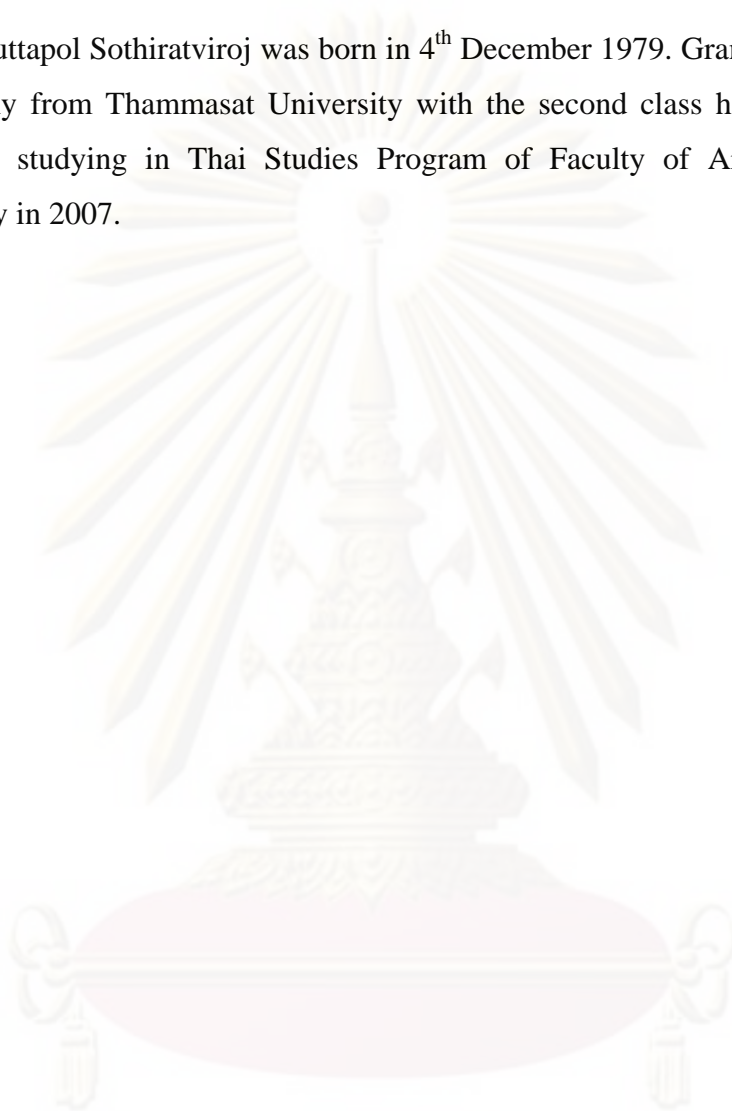 uttapol Sothiratviroj was born in 4th December 1979. Gra
y from Thammasat University with the second class h
studying in Thai Studies Program of Faculty of A
y in 2007.